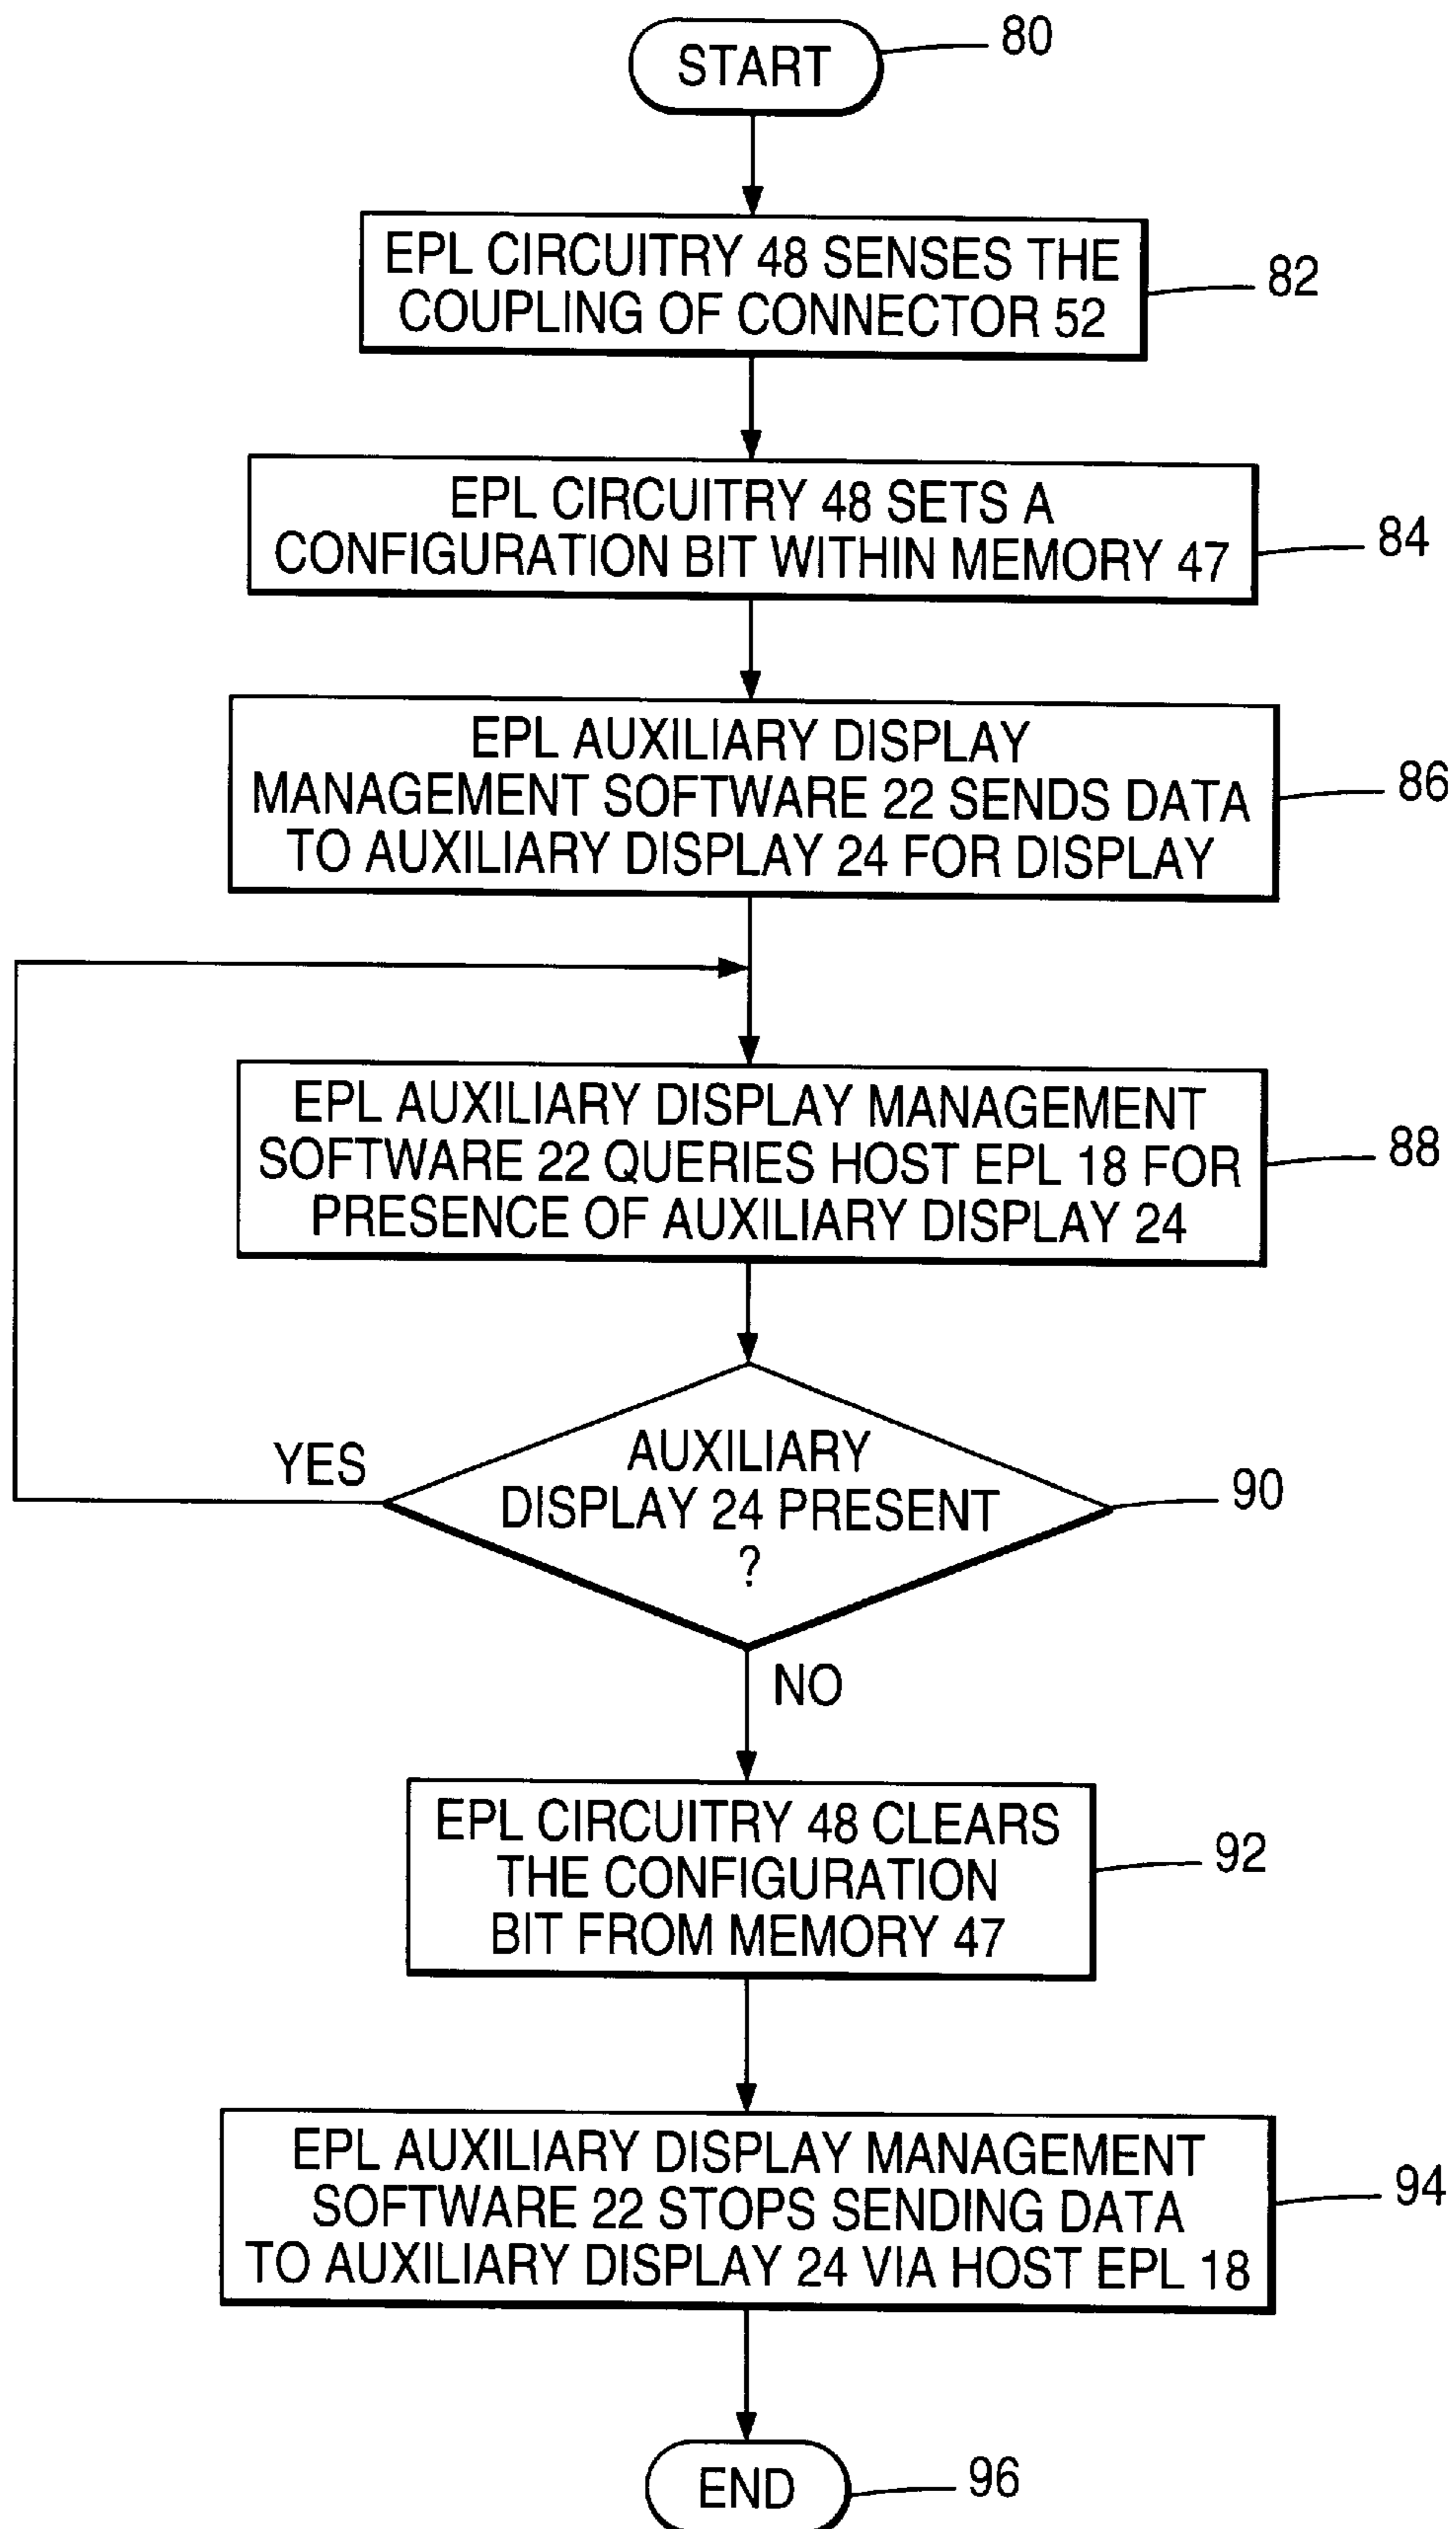 START
80
EPL CIRCUITRY 48 SENSES THE
COUPLING OF CONNECTOR 52
82
EPL CIRCUITRY 48 SETS A
CONFIGURATION BIT WITHIN MEMORY 47
84
EPL AUXILIARY DISPLAY
MANAGEMENT SOFTWARE 22 SENDS DATA
TO AUXILIARY DISPLAY 24 FOR DISPLAY
86
EPL AUXILIARY DISPLAY MANAGEMENT
SOFTWARE 22 QUERIES HOST EPL 18 FOR
PRESENCE OF AUXILIARY DISPLAY 24
88
YES
AUXILIARY
DISPLAY 24 PRESENT
?
90
NO
EPL CIRCUITRY 48 CLEARS
THE CONFIGURATION
BIT FROM MEMORY 47
92
EPL AUXILIARY DISPLAY MANAGEMENT
SOFTWARE 22 STOPS SENDING DATA
TO AUXILIARY DISPLAY 24 VIA HOST EPL 18
94
END
96